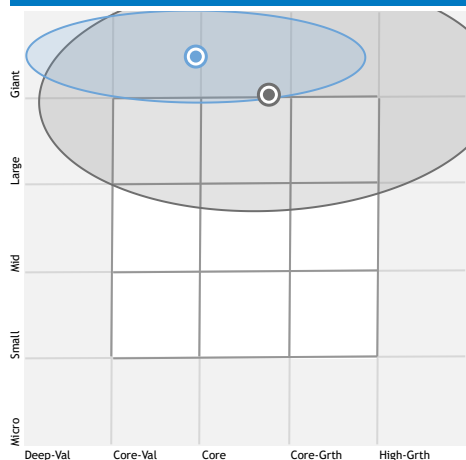 Giant
Large
Mid
Small
Micro
Deep-Val Core-Val Core Core-Grth High-Grth